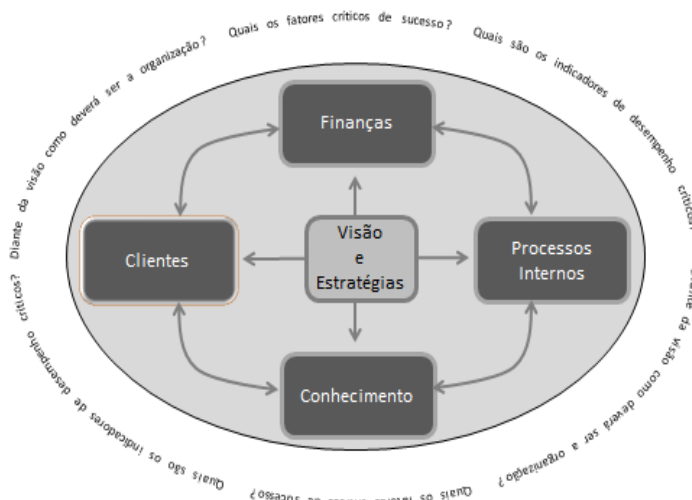 Diante da visão como deverá ser a organização? Quais os fatores críticos de sucesso? Quais são os indicadores de desempenho críticos?
Finanças
Clientes
Visão
e
Estratégias
Processos
Internos
Conhecimento
da visão como deverá ser a organização? Quais os de sucesso? Quais são os indicadores de desempenho críticos?